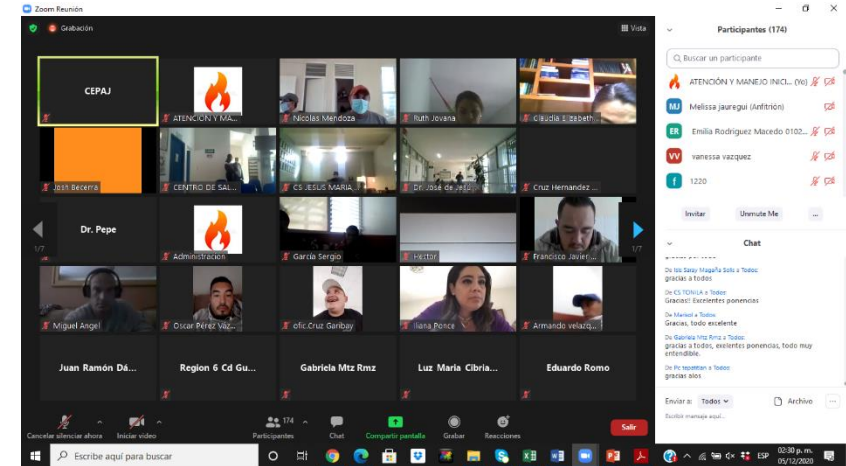 Zoom Reunión
Grabación
Vista
CEPAJ
ATENCIÓN Y MA...
Nicolas Mendoza
Ruth Jovana
Claudia Elizabeth...
Josh Becerra
CENTRO DE SAL...
CS JESUS MARIA...
Dr. José de Jesú...
Cruz Hernandez ...
1/7
1/7
Dr. Pepe
Administracion
García Sergio
Hector
Francisco Javier...
Miguel Angel
Oscar Pérez Váz...
ofic.Cruz Garibay
Iliana Ponce
Armando velazq...
Juan Ramón Dá...
Region 6 Cd Gu...
Gabriela Mtz Rmz
Luz Maria Cibria...
Eduardo Romo
Cancelar silenciar ahora
Iniciar video
174
Participantes
Chat
Compartir pantalla
Grabar
Reacciones
Salir
Participantes (174)
Buscar un participante
ATENCIÓN Y MANEJO INICI... (Yo)
MJ Melissa jauregui (Anfitrión)
ER Emilia Rodriguez Macedo 0102...
VV vanessa vazquez
f 1220
Invitar
Unmute Me
...
Chat
De Isis Saray Magaña Solis a Todos:
gracias a todos
De CS TONILA a Todos:
Gracias!! Excelentes ponencias
De Marisol a Todos:
Gracias, todo excelente
De Gabriela Mtz Rmz a Todos:
gracias a todos, exelentes ponencias, todo muy
entendible.
De Pc tepatitlan a Todos:
gracias alos
Enviar a: Todos
Archivo
...
Escribir mensaje aquí...
Escribe aquí para buscar
ESP
02:30 p. m.
05/12/2020